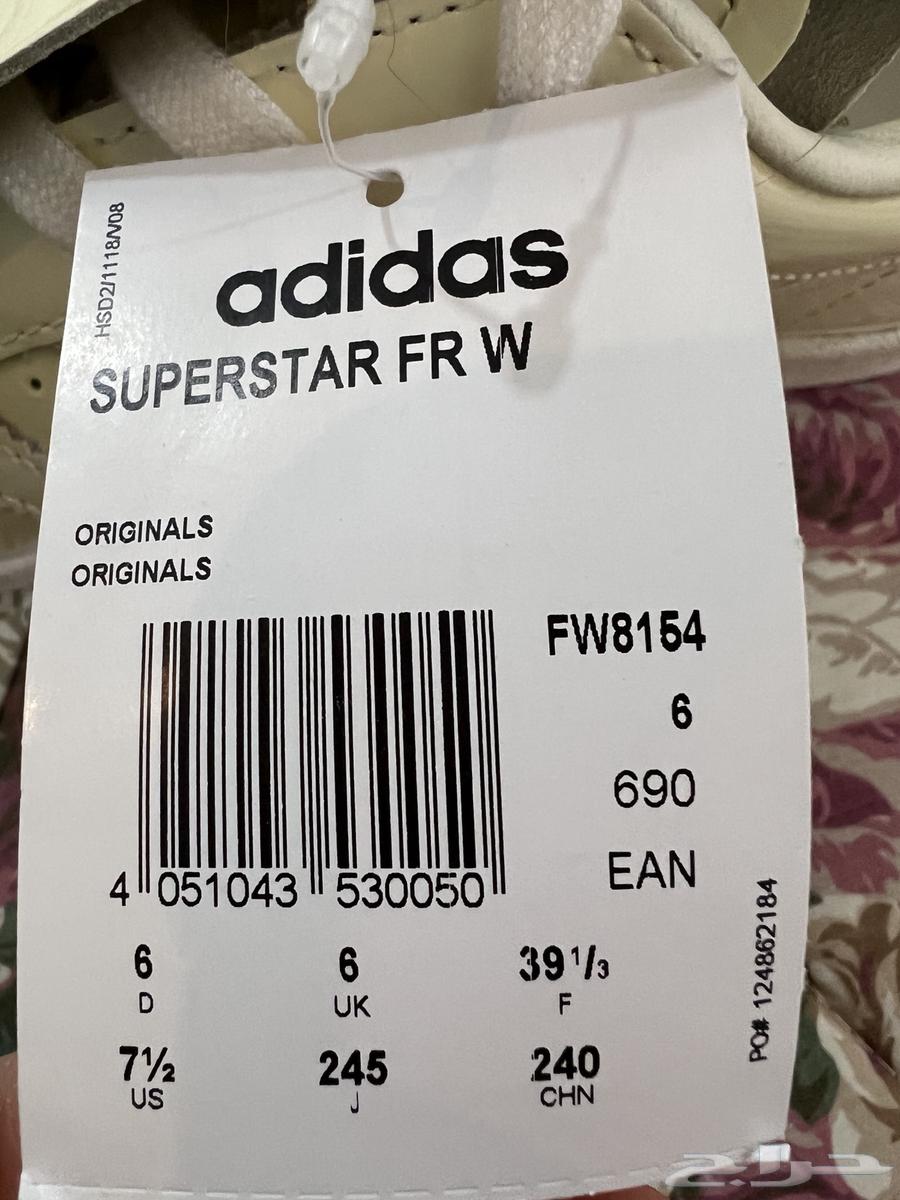 HSD2/1118/V08
adidas
SUPERSTAR FR W
ORIGINALS
ORIGINALS
FW8154
6
690
EAN
4 051043 530050
6 6 39 1/3
D UK F
7½ 245 240
US J CHN
PO# 124862184
حراج